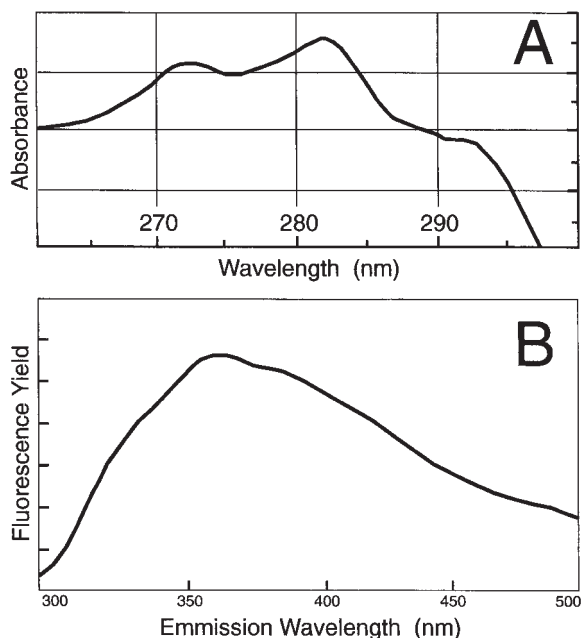 A
Absorbance
270 280 290
Wavelength (nm)
B
Fluorescence Yield
300 350 400 450 500
Emmission Wavelength (nm)